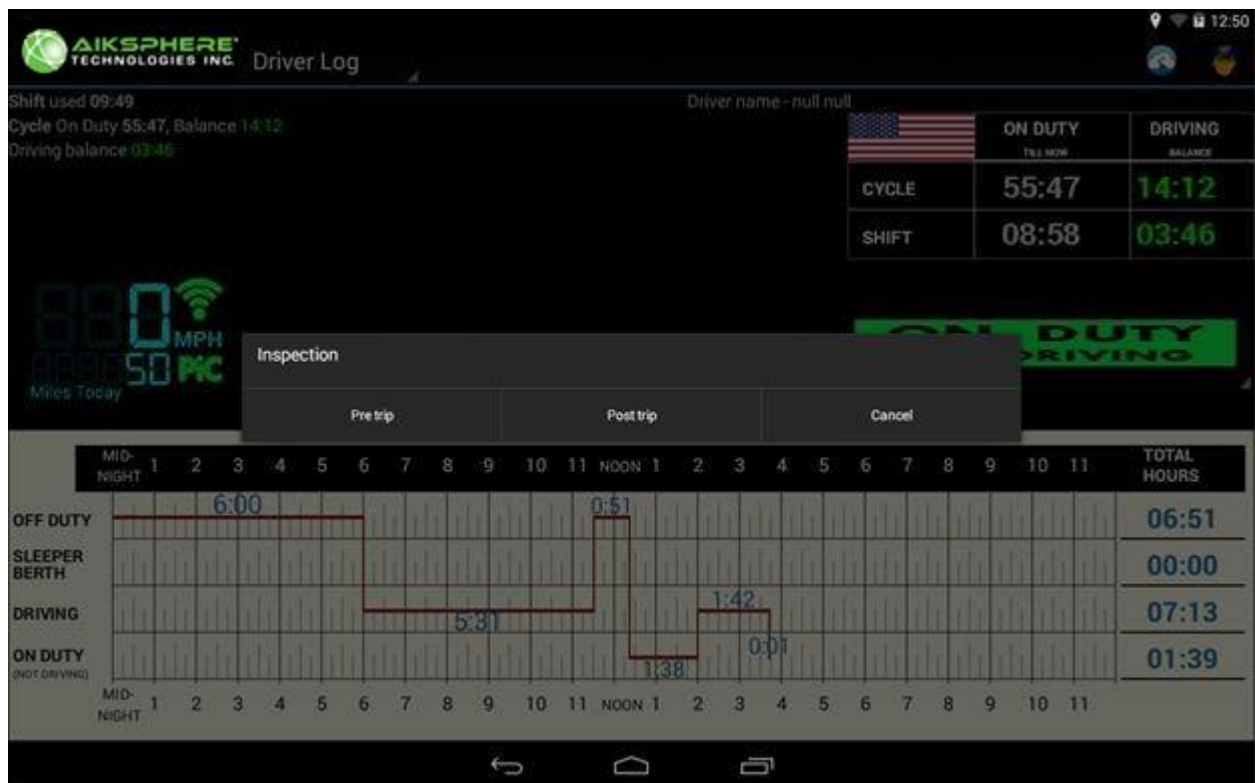 12:50
AIKSPHERE
TECHNOLOGIES INC. Driver Log
Shift used 09:49
Driver name - null null
Cycle On Duty 55:47, Balance 14:12
Driving balance 03:46
ON DUTY DRIVING
TILL NOW BALANCE
CYCLE 55:47 14:12
SHIFT 08:58 03:46
0 MPH
50 PIC
Miles Today
ON DUTY
DRIVING
Inspection
Pre trip Post trip Cancel
MID-NIGHT 1 2 3 4 5 6 7 8 9 10 11 NOON 1 2 3 4 5 6 7 8 9 10 11 TOTAL HOURS
6:00 0:51
OFF DUTY 06:51
SLEEPER BERTH 00:00
1:42
DRIVING 07:13
5:31
0:01
ON DUTY 01:39
(NOT DRIVING)
1:38
MID-NIGHT 1 2 3 4 5 6 7 8 9 10 11 NOON 1 2 3 4 5 6 7 8 9 10 11